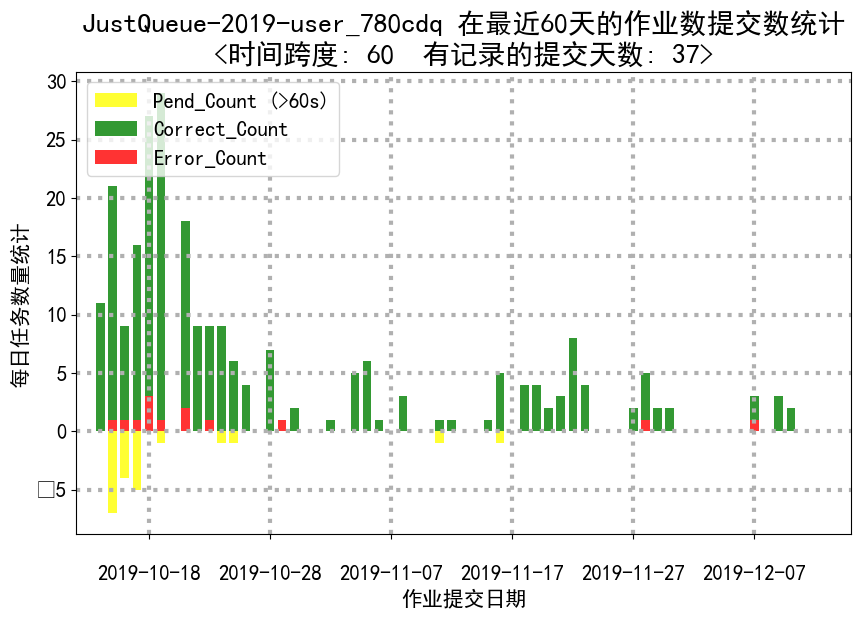 JustQueue-2019-user_780cdq 在最近60天的作业数提交数统计
<时间跨度: 60  有记录的提交天数: 37>
Pend_Count (>60s)
Correct_Count
Error_Count
每日任务数量统计
30
25
20
15
10
5
0
□5
2019-10-18 2019-10-28 2019-11-07 2019-11-17 2019-11-27 2019-12-07
作业提交日期